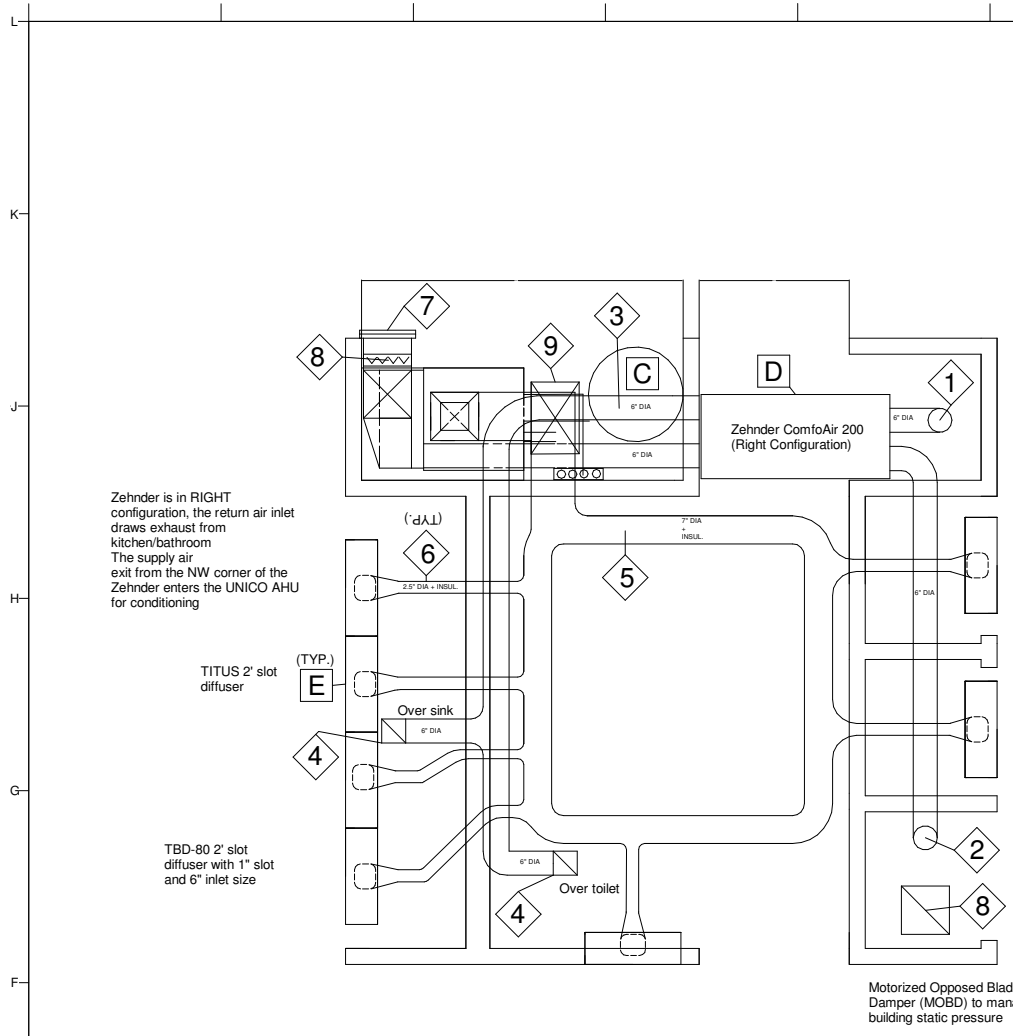 L
K
7
3
8
9
C
D
1
J
6" DIA
6" DIA
Zehnder ComfoAir 200
(Right Configuration)
6" DIA
Zehnder is in RIGHT
configuration, the return air inlet
draws exhaust from
kitchen/bathroom
The supply air
exit from the NW corner of the
Zehnder enters the UNICO AHU
for conditioning
(TYP.)
6
7" DIA
+
INSUL.
5
2.5" DIA + INSUL.
6" DIA
H
TITUS 2' slot
diffuser
(TYP.)
E
Over sink
6" DIA
4
G
TBD-80 2' slot
diffuser with 1" slot
and 6" inlet size
6" DIA
Over toilet
4
2
8
F
Motorized Opposed Blad
Damper (MOBD) to mana
building static pressure